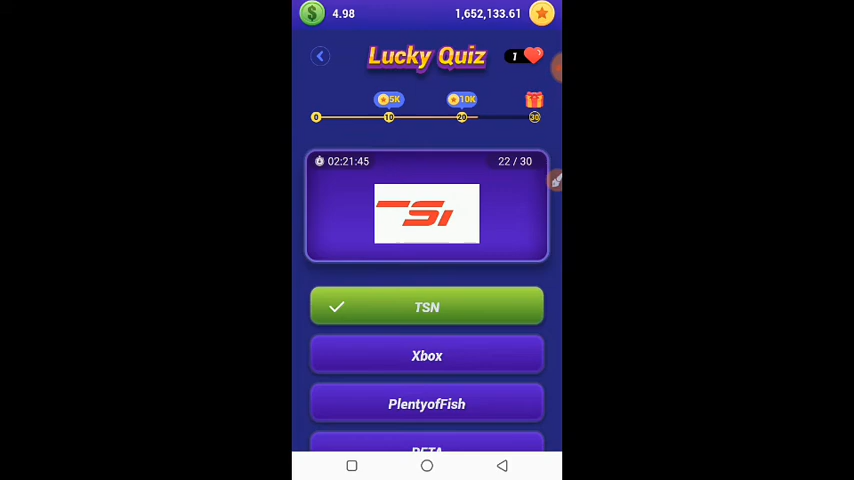 $ 4.98 1,652,133.61
Lucky Quiz 1
5K 10K
0 10 20 30
02:21:45 22 / 30
TSN
Xbox
PlentyofFish